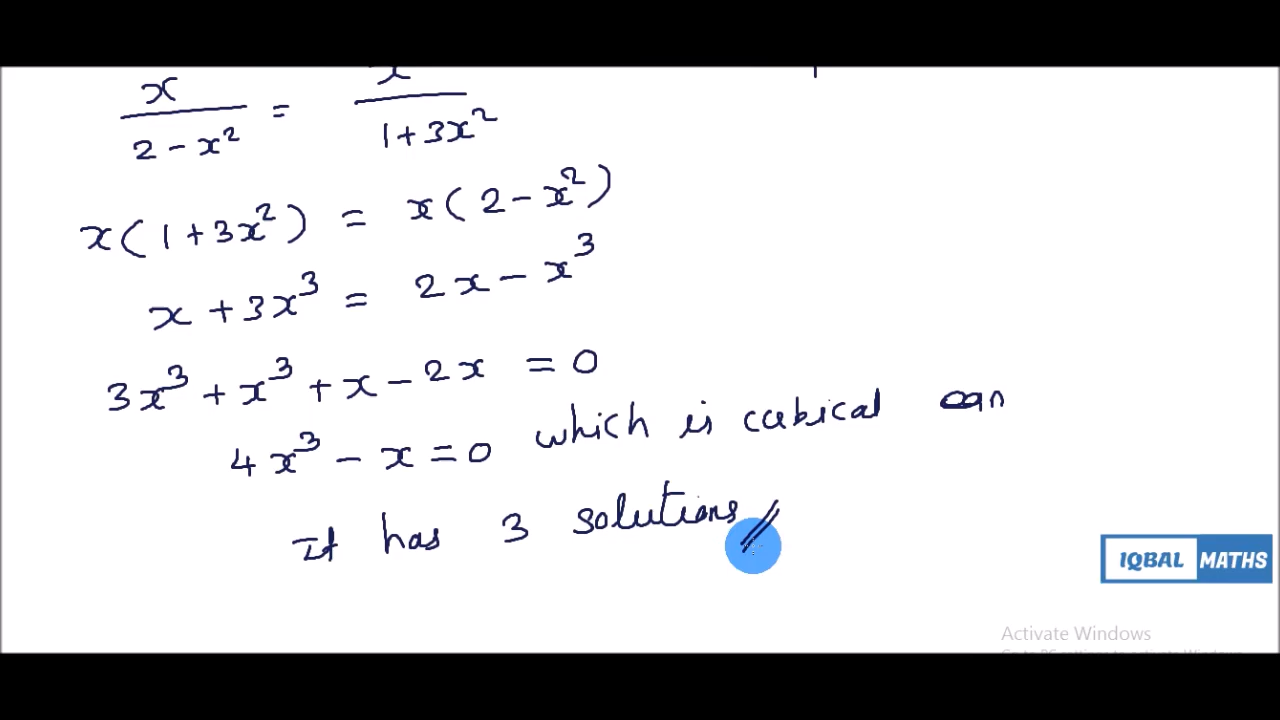 x/(2 - x²) = x/(1 + 3x²)
x(1 + 3x²) = x(2 - x²)
x + 3x³ = 2x - x³
3x³ + x³ + x - 2x = 0
4x³ - x = 0 which is cubical eqn
It has 3 solutions //
IQBAL MATHS
Activate Windows